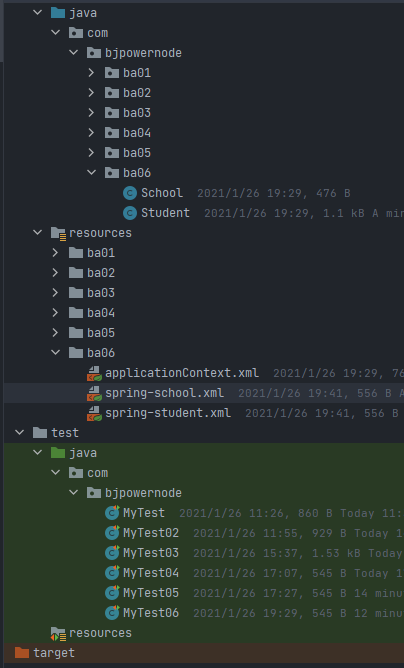 java
com
bjpowernode
ba01
ba02
ba03
ba04
ba05
ba06
School 2021/1/26 19:29, 476 B
Student 2021/1/26 19:29, 1.1 kB A min
resources
ba01
ba02
ba03
ba04
ba05
ba06
applicationContext.xml 2021/1/26 19:29, 76
spring-school.xml 2021/1/26 19:41, 556 B A
spring-student.xml 2021/1/26 19:41, 556 B
test
java
com
bjpowernode
MyTest 2021/1/26 11:26, 860 B Today 11:
MyTest02 2021/1/26 11:55, 929 B Today 1
MyTest03 2021/1/26 15:37, 1.53 kB Today
MyTest04 2021/1/26 17:07, 545 B Today 1
MyTest05 2021/1/26 17:27, 545 B 14 minu
MyTest06 2021/1/26 19:29, 545 B 12 minu
resources
target